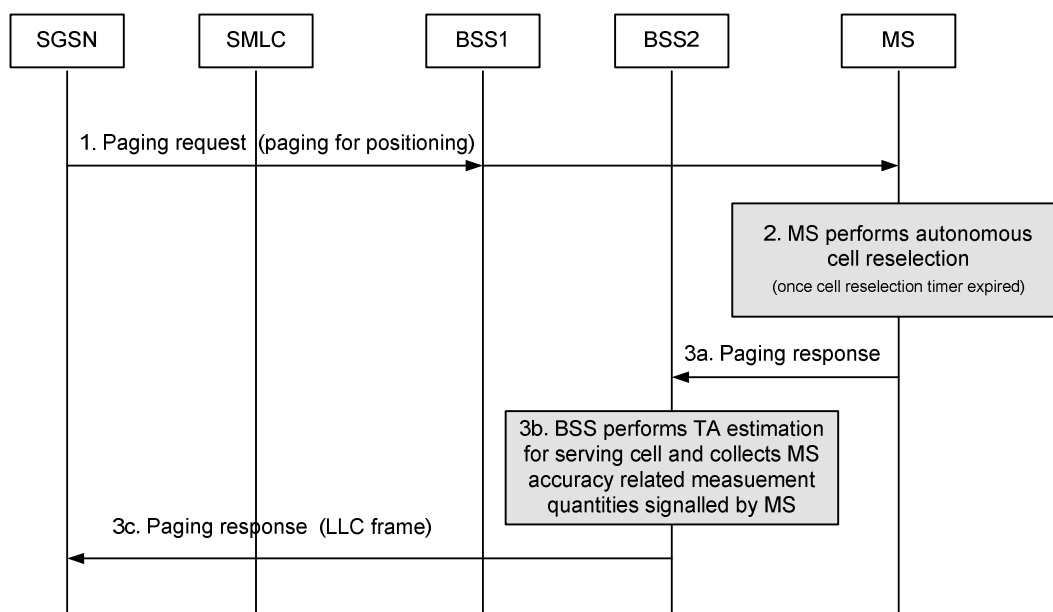 SGSN
SMLC
BSS1
BSS2
MS
1. Paging request (paging for positioning)
2. MS performs autonomous
cell reselection
(once cell reselection timer expired)
3a. Paging response
3b. BSS performs TA estimation
for serving cell and collects MS
accuracy related measuement
quantities signalled by MS
3c. Paging response (LLC frame)